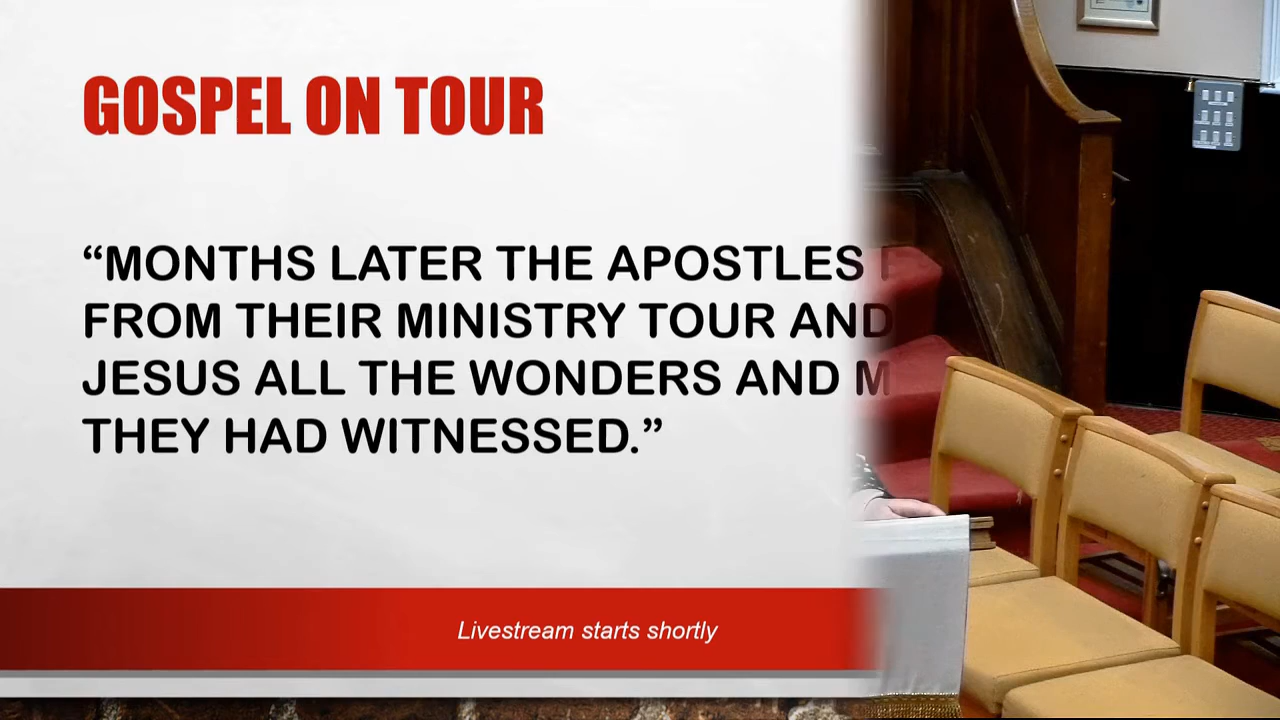 GOSPEL ON TOUR
“MONTHS LATER THE APOSTLES
FROM THEIR MINISTRY TOUR AND
JESUS ALL THE WONDERS AND
THEY HAD WITNESSED.”
Livestream starts shortly